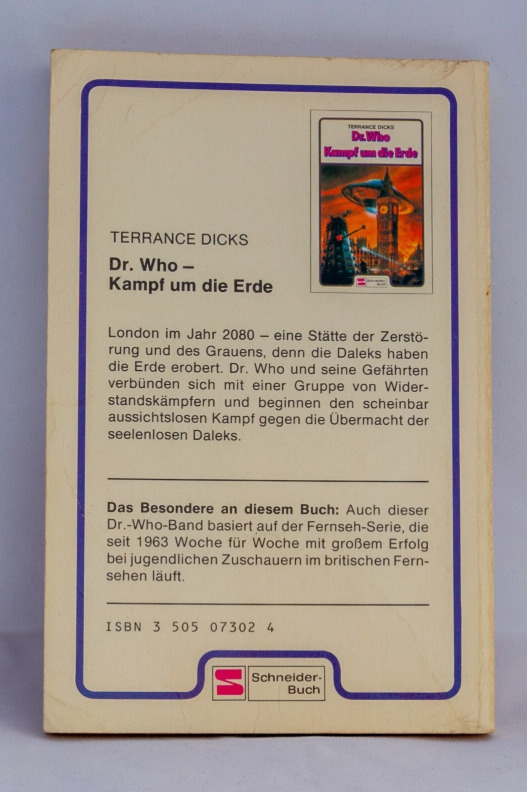 TERRANCE DICKS
Dr. Who
Kampf um die Erde
Schneider-
Buch
TERRANCE DICKS
Dr. Who –
Kampf um die Erde
London im Jahr 2080 – eine Stätte der Zerstö-
rung und des Grauens, denn die Daleks haben
die Erde erobert. Dr. Who und seine Gefährten
verbünden sich mit einer Gruppe von Wider-
standskämpfern und beginnen den scheinbar
aussichtslosen Kampf gegen die Übermacht der
seelenlosen Daleks.
Das Besondere an diesem Buch: Auch dieser
Dr.-Who-Band basiert auf der Fernseh-Serie, die
seit 1963 Woche für Woche mit großem Erfolg
bei jugendlichen Zuschauern im britischen Fern-
sehen läuft.
ISBN 3 505 07302 4
Schneider-
Buch